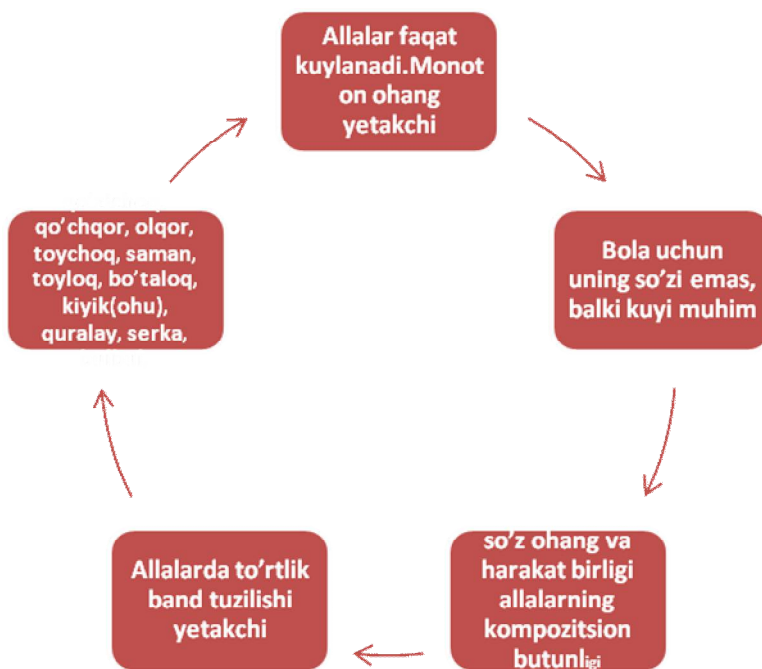 Allalar faqat
kuylanadi.Monot
on ohang
yetakchi
Bola uchun
uning so’zi emas,
balki kuyi muhim
so’z ohang va
harakat birligi
allalarning
kompozitsion
butunligi
Allalarda to’rtlik
band tuzilishi
yetakchi
qo’chqor, olqor,
toychoq, saman,
toyloq, bo’taloq,
kiyik(ohu),
quralay, serka,